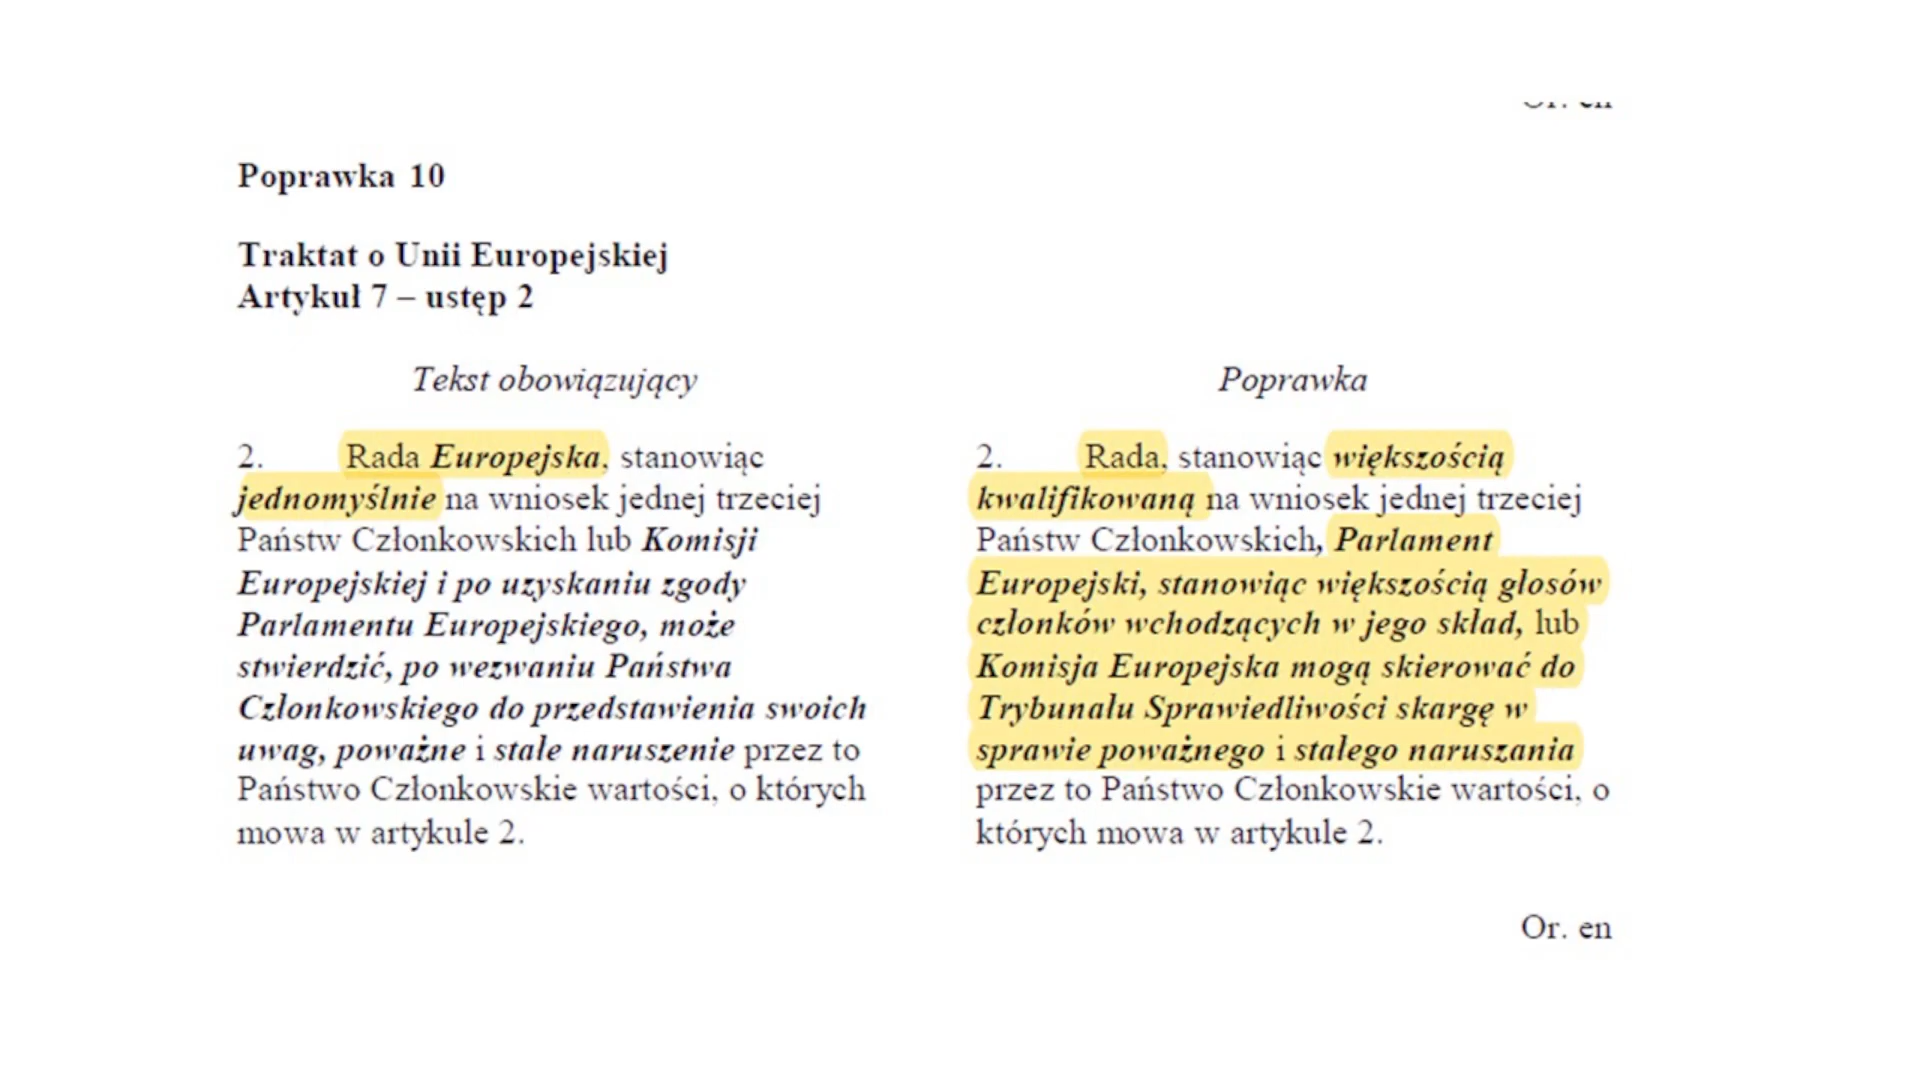 Poprawka 10
Traktat o Unii Europejskiej
Artykuł 7 – ustęp 2
Tekst obowiązujący
2. Rada Europejska, stanowiąc
jednomyślnie na wniosek jednej trzeciej
Państw Członkowskich lub Komisji
Europejskiej i po uzyskaniu zgody
Parlamentu Europejskiego, może
stwierdzić, po wezwaniu Państwa
Członkowskiego do przedstawienia swoich
uwag, poważne i stałe naruszenie przez to
Państwo Członkowskie wartości, o których
mowa w artykule 2.
Poprawka
2. Rada, stanowiąc większością
kwalifikowaną na wniosek jednej trzeciej
Państw Członkowskich, Parlament
Europejski, stanowiąc większością głosów
członków wchodzących w jego skład, lub
Komisja Europejska mogą skierować do
Trybunału Sprawiedliwości skargę w
sprawie poważnego i stałego naruszania
przez to Państwo Członkowskie wartości, o
których mowa w artykule 2.
Or. en